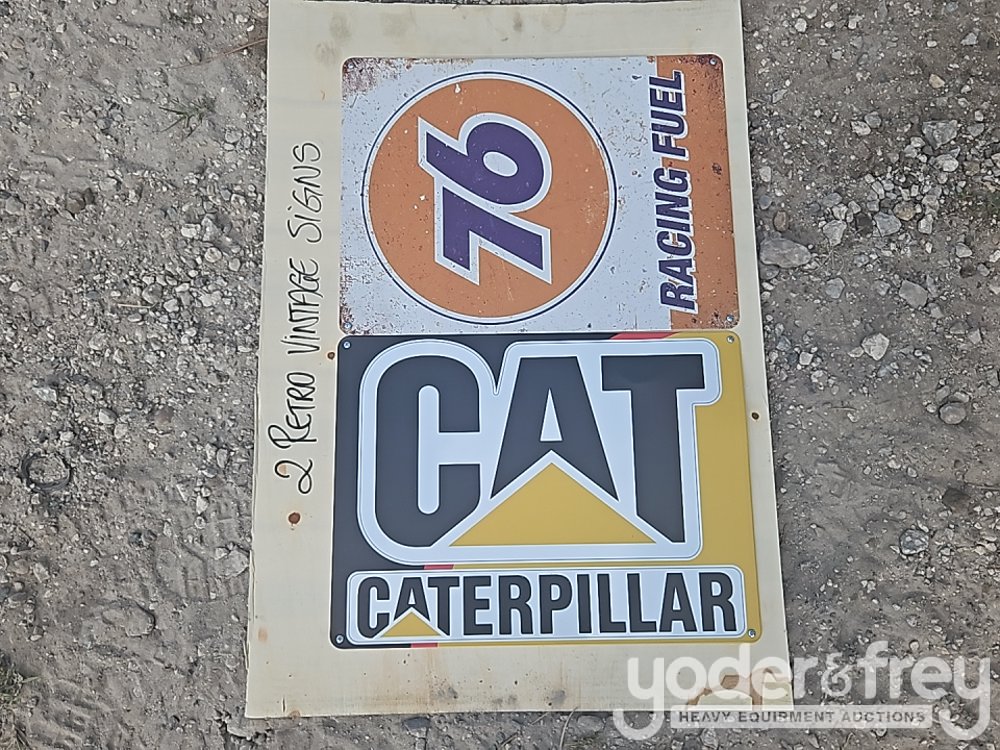 2 RETRO VINTAGE SIGNS
76
RACING FUEL
CAT
CATERPILLAR
yoder&frey
HEAVY EQUIPMENT AUCTIONS